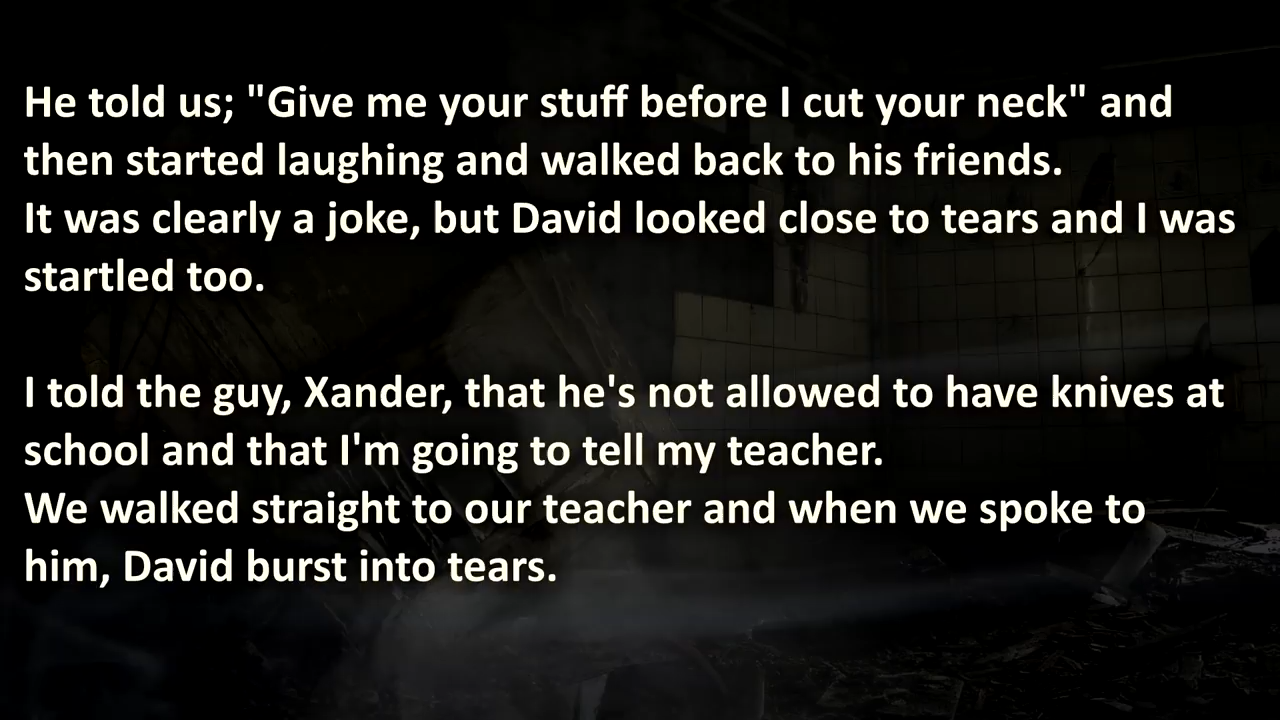 He told us; "Give me your stuff before I cut your neck" and
then started laughing and walked back to his friends.
It was clearly a joke, but David looked close to tears and I was
startled too.
I told the guy, Xander, that he's not allowed to have knives at
school and that I'm going to tell my teacher.
We walked straight to our teacher and when we spoke to
him, David burst into tears.